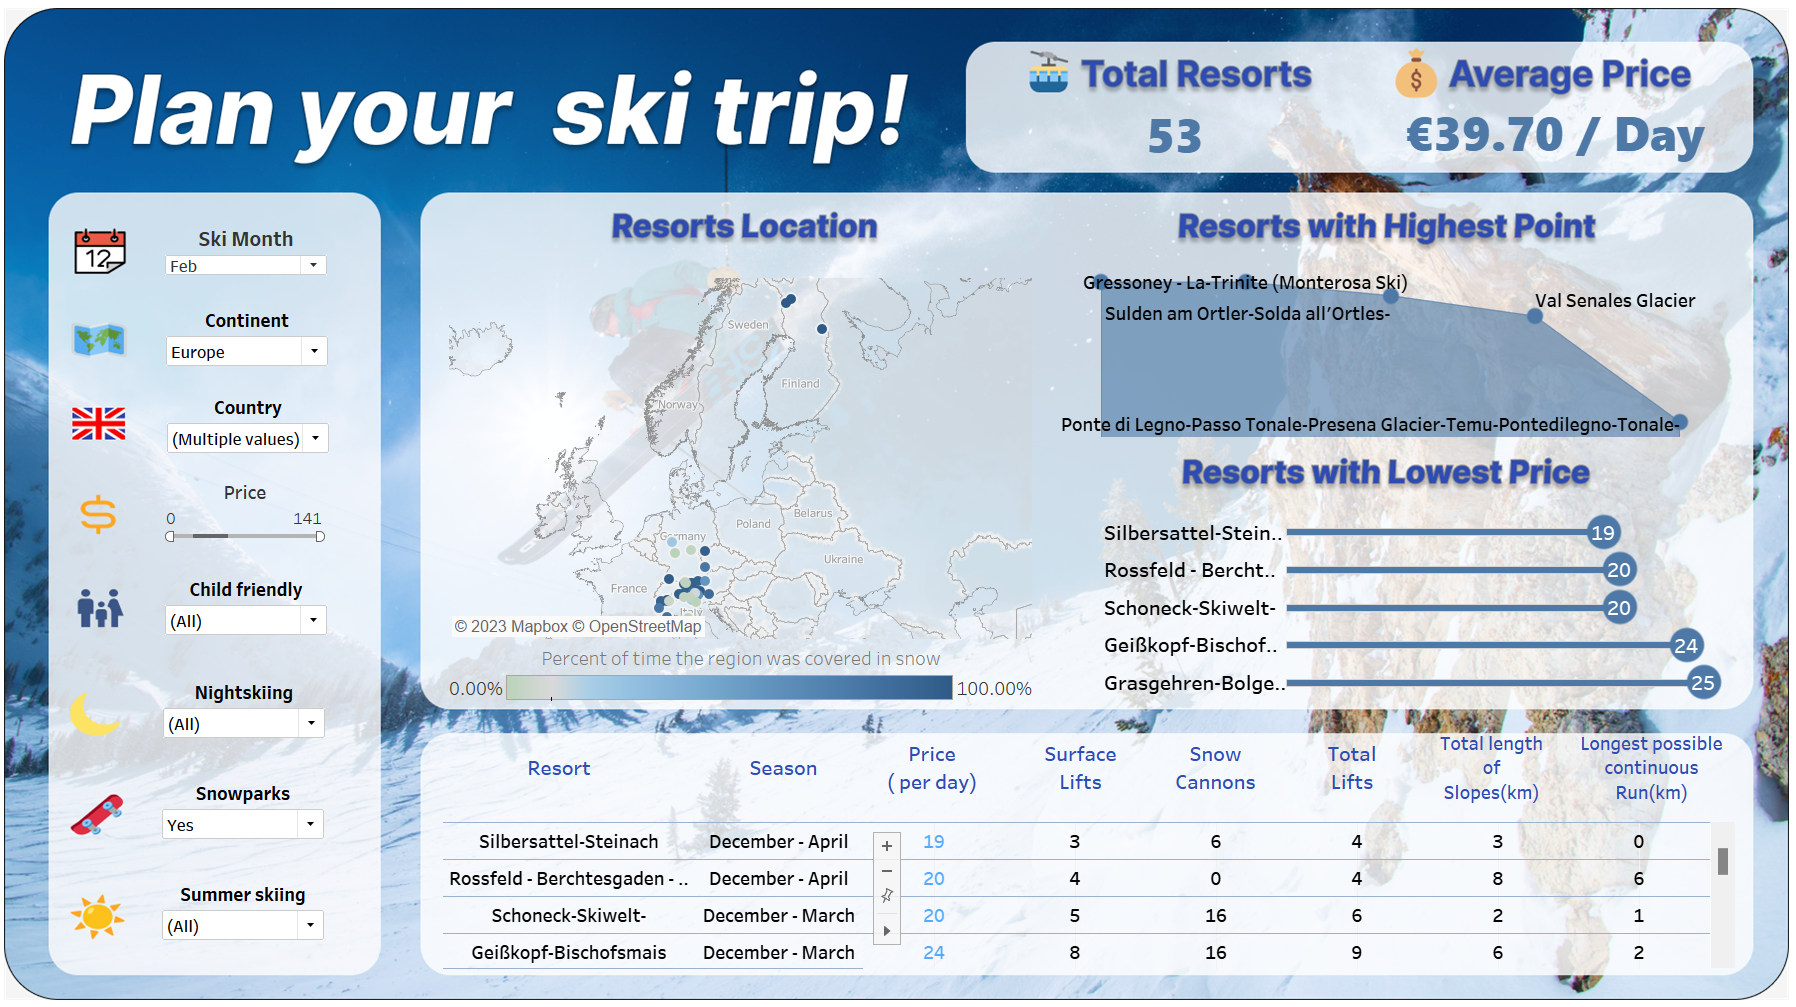 Plan your ski trip!
Total Resorts
53
Average Price
€39.70 / Day
Ski Month
Feb
Continent
Europe
Country
(Multiple values)
Price
0 141
Child friendly
(All)
Nightskiing
(All)
Snowparks
Yes
Summer skiing
(All)
12
Resorts Location
Sweden
Finland
Norway
Belarus
Poland
Germany
Ukraine
France
Italy
© 2023 Mapbox © OpenStreetMap
Percent of time the region was covered in snow
0.00% 100.00%
Resorts with Highest Point
Gressoney - La-Trinite (Monterosa Ski)
Val Senales Glacier
Sulden am Ortler-Solda all'Ortles-
Ponte di Legno-Passo Tonale-Presena Glacier-Temu-Pontedilegno-Tonale-
Resorts with Lowest Price
Silbersattel-Stein.. 19
Rossfeld - Bercht.. 20
Schoneck-Skiwelt- 20
Geißkopf-Bischof.. 24
Grasgehren-Bolge.. 25
Resort Season Price ( per day) Surface Lifts Snow Cannons Total Lifts Total length of Slopes(km) Longest possible continuous Run(km)
Silbersattel-Steinach December - April 19 3 6 4 3 0
Rossfeld - Berchtesgaden - .. December - April 20 4 0 4 8 6
Schoneck-Skiwelt- December - March 20 5 16 6 2 1
Geißkopf-Bischofsmais December - March 24 8 16 9 6 2